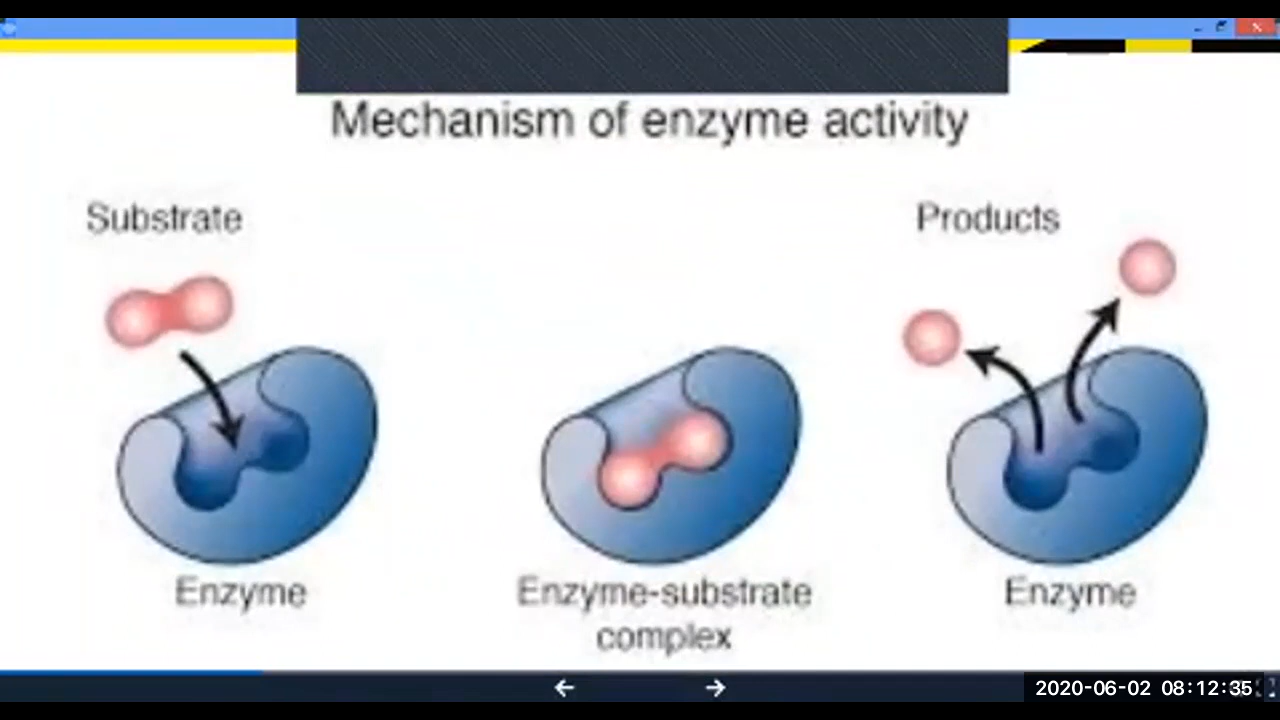 Mechanism of enzyme activity
Substrate
Products
Enzyme
Enzyme-substrate
complex
Enzyme
2020-06-02 08:12:35